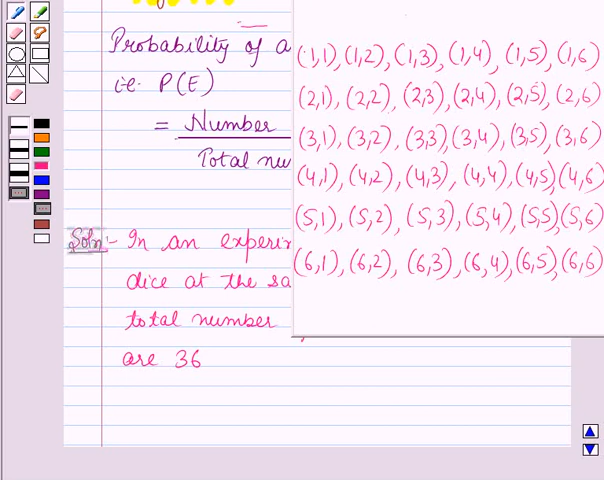 Probability of a
i.e. P(E)
= Number
Total nu
Soln:- In an experi
dice at the sa
total number
are 36
(1,1), (1,2), (1,3), (1,4), (1,5), (1,6)
(2,1), (2,2), (2,3), (2,4), (2,5), (2,6)
(3,1), (3,2), (3,3), (3,4), (3,5), (3,6)
(4,1), (4,2), (4,3), (4,4), (4,5), (4,6)
(5,1), (5,2), (5,3), (5,4), (5,5) (5,6)
(6,1), (6,2), (6,3), (6,4), (6,5), (6,6)